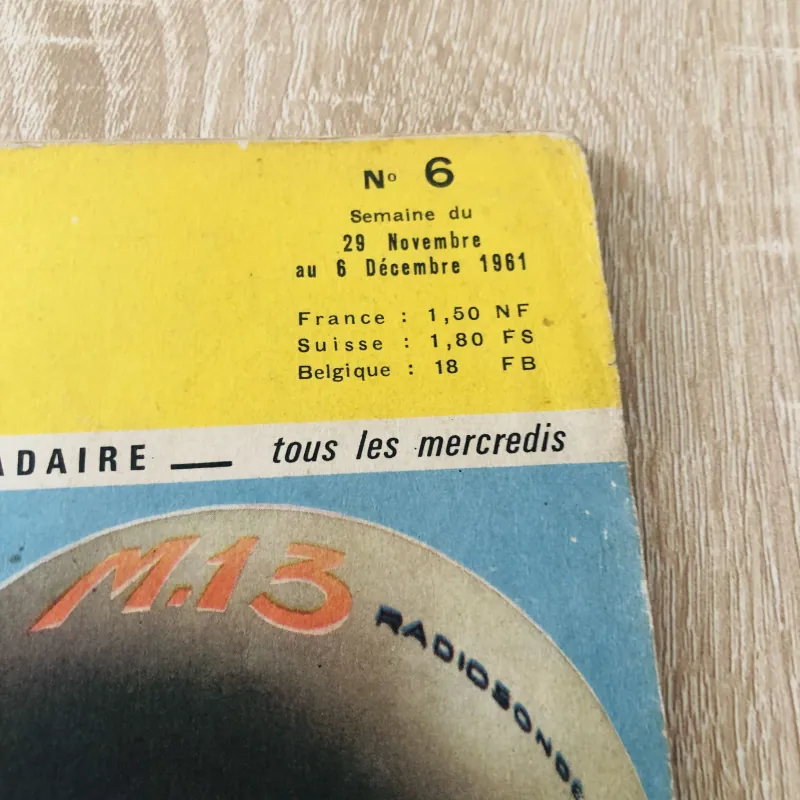 Nº 6
Semaine du
29 Novembre
au 6 Décembre 1961
France : 1,50 NF
Suisse : 1,80 FS
Belgique : 18 FB
ADAIRE — tous les mercredis
M.13
RADIOSONDE